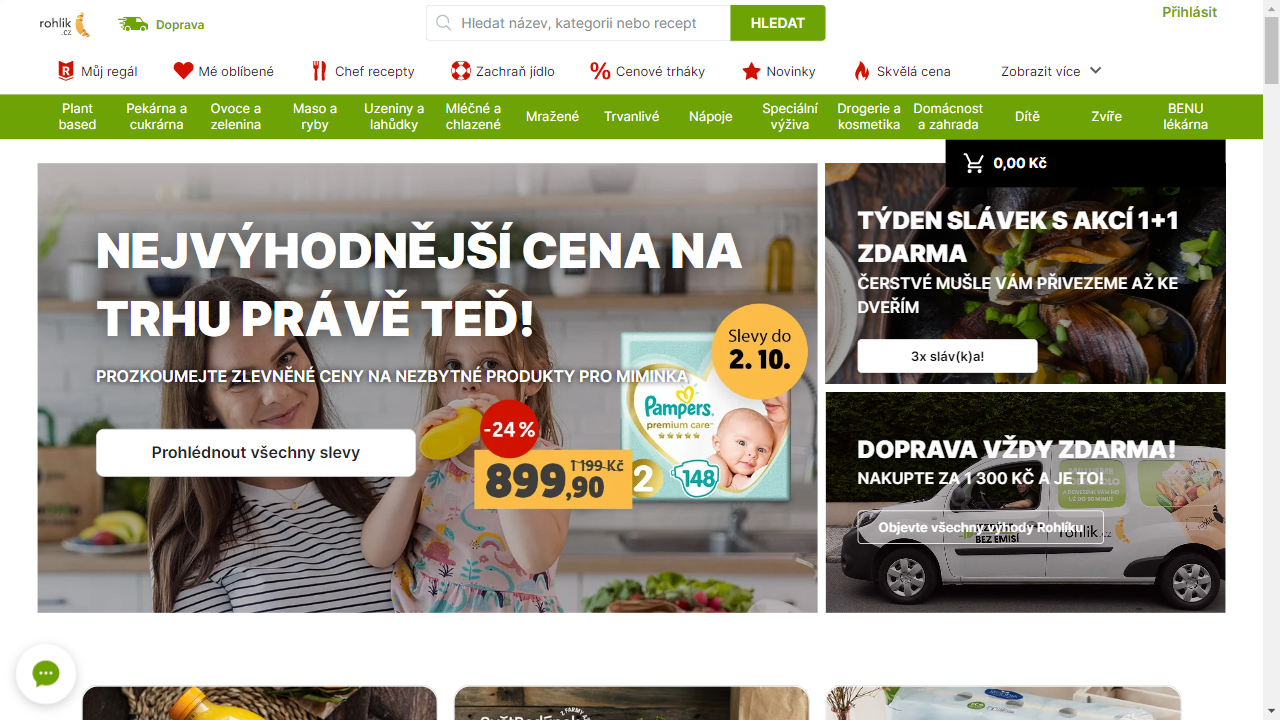 rohlik
.cz
Doprava
Hledat název, kategorii nebo recept
HLEDAT
Přihlásit
Můj regál
Mé oblíbené
Chef recepty
Zachraň jídlo
Cenové trháky
Novinky
Skvělá cena
Zobrazit více
Plant
based
Pekárna a
cukrárna
Ovoce a
zelenina
Maso a
ryby
Uzeniny a
lahůdky
Mléčné a
chlazené
Mražené
Trvanlivé
Nápoje
Speciální
výživa
Drogerie a
kosmetika
Domácnost
a zahrada
Dítě
Zvíře
BENU
lékárna
0,00 Kč
NEJVÝHODNĚJŠÍ CENA NA
TRHU PRÁVĚ TEĎ!
PROZKOUMEJTE ZLEVNĚNÉ CENY NA NEZBYTNÉ PRODUKTY PRO MIMINKA
Prohlédnout všechny slevy
Slevy do
2. 10.
Pampers
premium care
2
148
-24 %
1 199 Kč
899,90
TÝDEN SLÁVEK S AKCÍ 1+1
ZDARMA
ČERSTVÉ MUŠLE VÁM PŘIVEZEME AŽ KE
DVEŘÍM
3x sláv(k)a!
DOPRAVA VŽDY ZDARMA!
NAKUPTE ZA 1 300 KČ A JE TO!
Objevte všechny výhody Rohlíku
BEZ EMISÍ
rohlik.cz